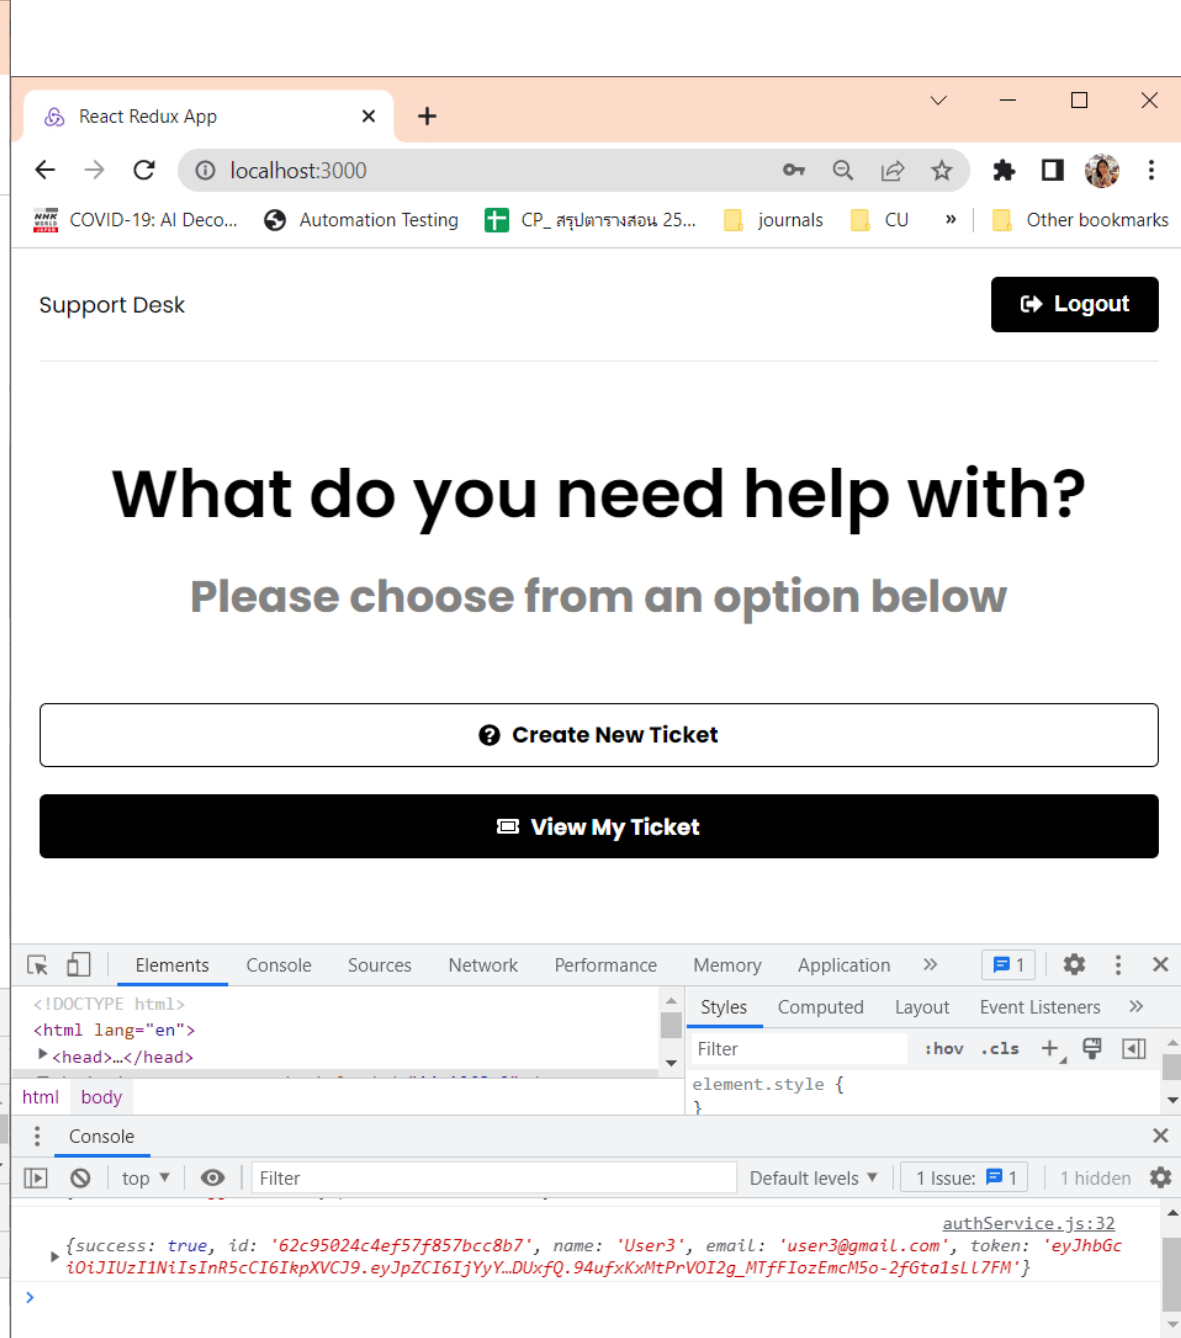 React Redux App
localhost:3000
NHK WORLD JAPAN COVID-19: AI Deco... Automation Testing CP_ สรุปตารางสอน 25... journals CU » Other bookmarks
Support Desk Logout
What do you need help with?
Please choose from an option below
Create New Ticket
View My Ticket
Elements Console Sources Network Performance Memory Application » 1
<!DOCTYPE html>
<html lang="en">
<head>…</head>
html body
Styles Computed Layout Event Listeners »
Filter :hov .cls
element.style {
}
Console
top Filter Default levels 1 Issue: 1 1 hidden
authService.js:32
{success: true, id: '62c95024c4ef57f857bcc8b7', name: 'User3', email: 'user3@gmail.com', token: 'eyJhbGc
iOiJIUzI1NiIsInR5cCI6IkpXVCJ9.eyJpZCI6IjYyY…DUxfQ.94ufxKxMtPrVOI2g_MTfFIozEmcM5o-2fGta1sLl7FM'}